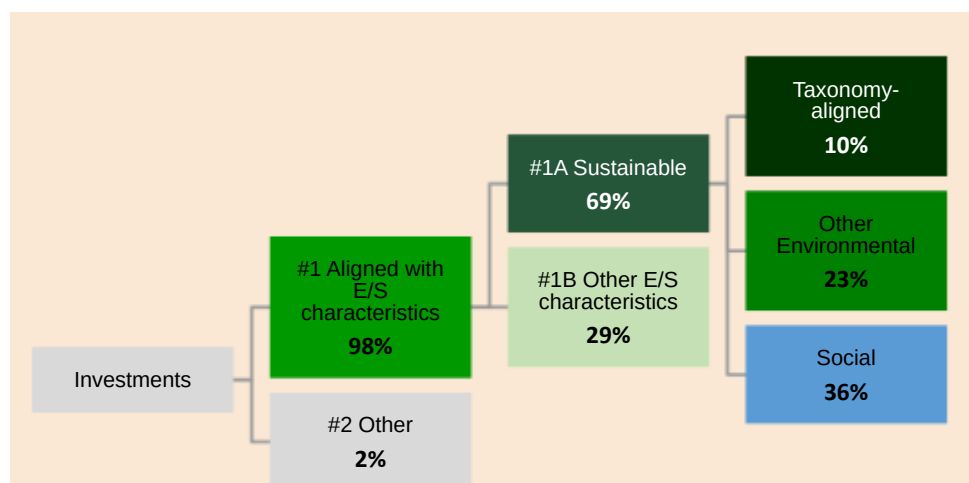 Investments
#1 Aligned with
E/S
characteristics
98%
#2 Other
2%
#1A Sustainable
69%
#1B Other E/S
characteristics
29%
Taxonomy-
aligned
10%
Other
Environmental
23%
Social
36%